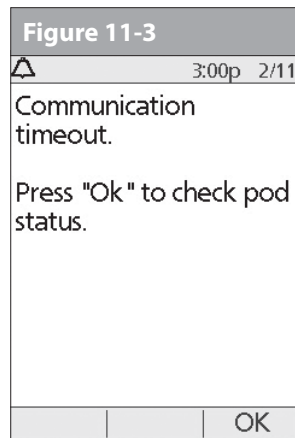 Figure 11-3
3:00p 2/11
Communication
timeout.
Press "Ok" to check pod
status.
OK